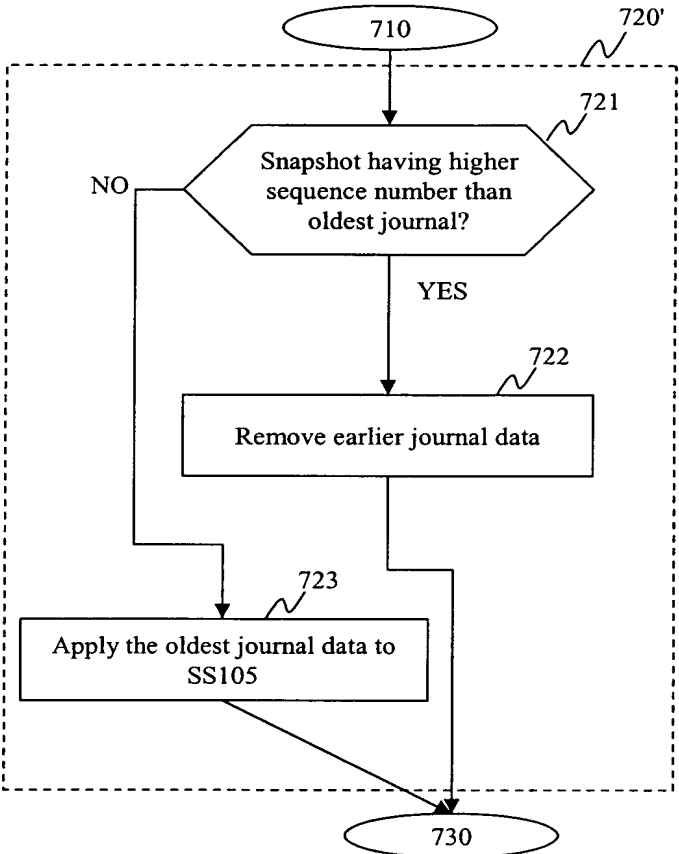 710
720'
721
Snapshot having higher
sequence number than
oldest journal?
NO
YES
722
Remove earlier journal data
723
Apply the oldest journal data to
SS105
730